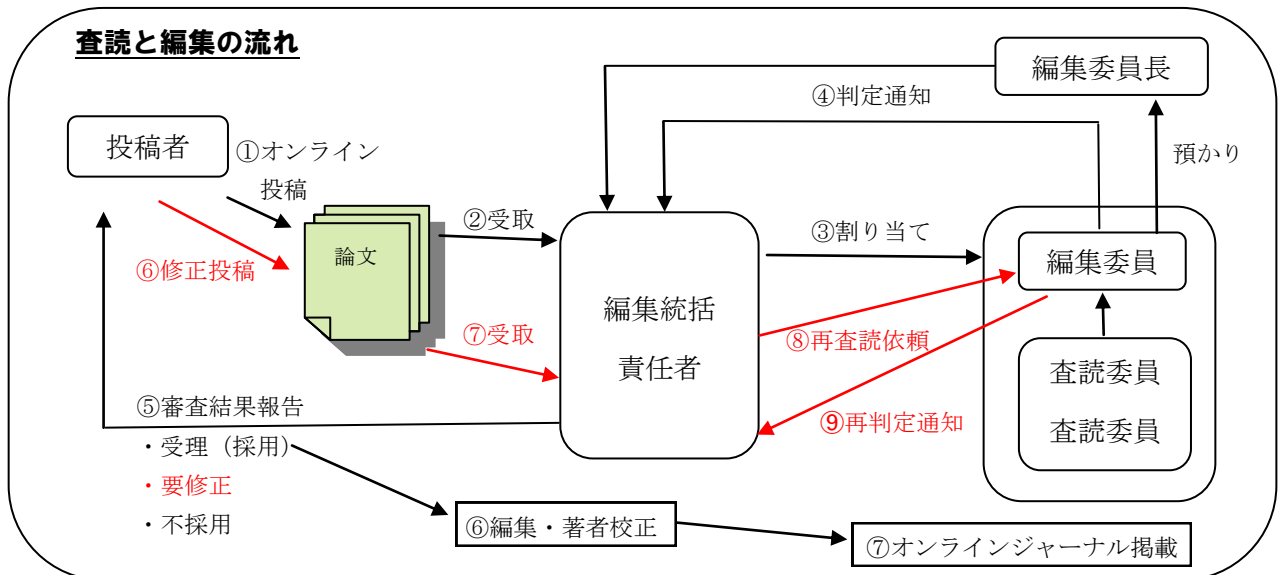 査読と編集の流れ
編集委員長
④判定通知
投稿者
①オンライン
投稿
預かり
②受取
③割り当て
論文
編集委員
⑥修正投稿
編集統括
責任者
⑦受取
⑧再査読依頼
査読委員
査読委員
⑤審査結果報告
⑨再判定通知
・受理（採用）
・要修正
・不採用
⑥編集・著者校正
⑦オンラインジャーナル掲載